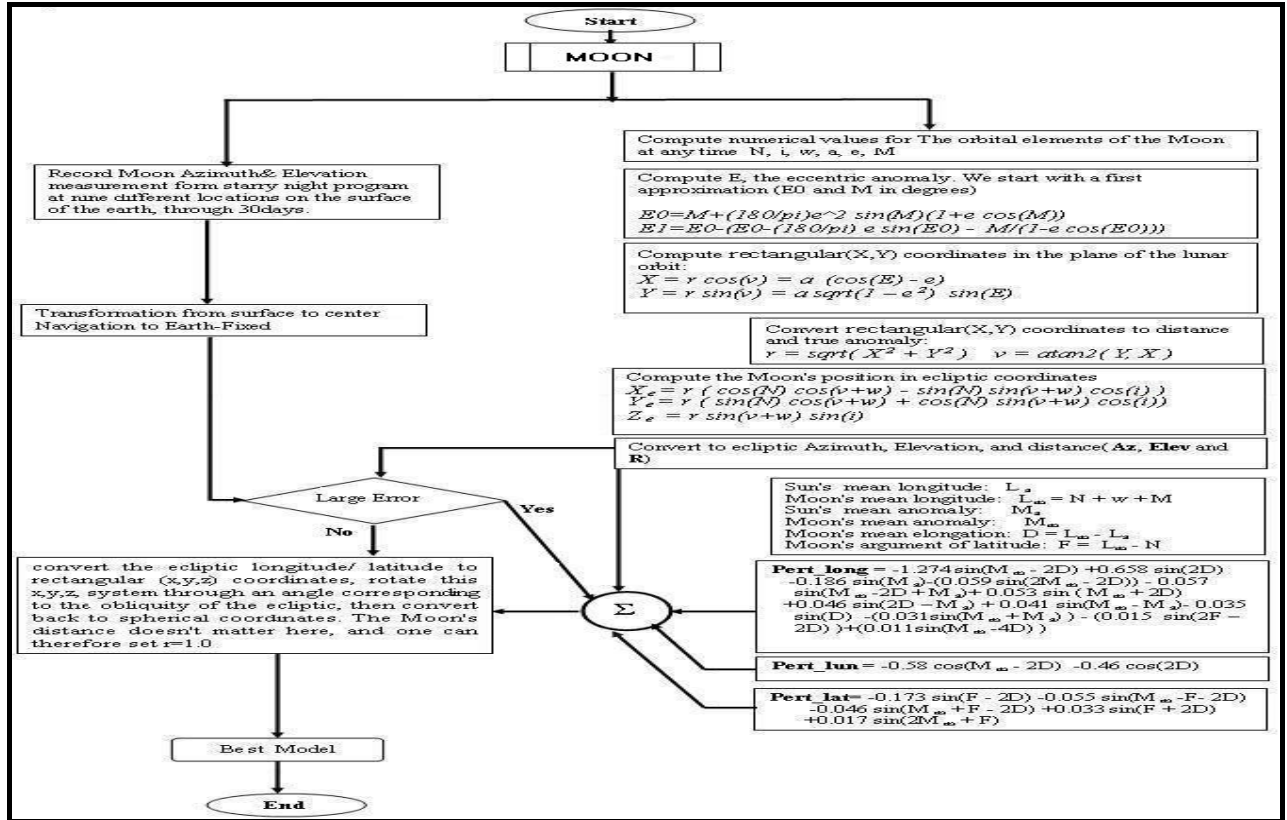 Start
MOON
Record Moon Azimuth& Elevation
measurement form starry night program
at nine different locations on the surface
of the earth, through 30days.
Transformation from surface to center
Navigation to Earth-Fixed
Compute numerical values for The orbital elements of the Moon
at any time N, i, w, a, e, M
Compute E, the eccentric anomaly. We start with a first
approximation (E0 and M in degrees)
E0=M+(180/pi)e^2 sin(M)(1+e cos(M))
E1=E0-(E0-(180/pi) e sin(E0) - M/(1-e cos(E0)))
Compute rectangular(X,Y) coordinates in the plane of the lunar
orbit:
X = r cos(v) = a (cos(E) - e)
Y = r sin(v) = a sqrt(1 - e²) sin(E)
Convert rectangular(X,Y) coordinates to distance
and true anomaly:
r = sqrt( X² + Y² ) v = atan2( Y, X )
Compute the Moon's position in ecliptic coordinates
Xₑ = r ( cos(N) cos(v+w) - sin(N) sin(v+w) cos(i) )
Yₑ = r ( sin(N) cos(v+w) + cos(N) sin(v+w) cos(i))
Zₑ = r sin(v+w) sin(i)
Convert to ecliptic Azimuth, Elevation, and distance( Az, Elev and
R)
Large Error
Yes
No
Sun's mean longitude: Lₛ
Moon's mean longitude: Lₘ = N + w + M
Sun's mean anomaly: Mₛ
Moon's mean anomaly: Mₘ
Moon's mean elongation: D = Lₘ - Lₛ
Moon's argument of latitude: F = Lₘ - N
Pert_long = -1.274sin(Mₘ - 2D) +0.658 sin(2D)
-0.186 sin(Mₛ)-(0.059 sin(2Mₘ - 2D)) - 0.057
sin(Mₘ -2D + Mₛ) + 0.053 sin ( Mₘ + 2D)
+0.046 sin(2D – Mₛ) + 0.041 sin(Mₘ - Mₛ)- 0.035
sin(D) -(0.031sin(Mₘ + Mₛ) ) - (0.015 sin(2F –
2D) )+(0.011sin(Mₘ -4D) )
Σ
Pert_lun = -0.58 cos(Mₘ - 2D) -0.46 cos(2D)
Pert_lat= -0.173 sin(F - 2D) -0.055 sin(Mₘ -F- 2D)
-0.046 sin(Mₘ + F - 2D) +0.033 sin(F + 2D)
+0.017 sin(2Mₘ + F)
convert the ecliptic longitude/ latitude to
rectangular (x,y,z) coordinates, rotate this
x,y,z, system through an angle corresponding
to the obliquity of the ecliptic, then convert
back to spherical coordinates. The Moon's
distance doesn't matter here, and one can
therefore set r=1.0
Best Model
End